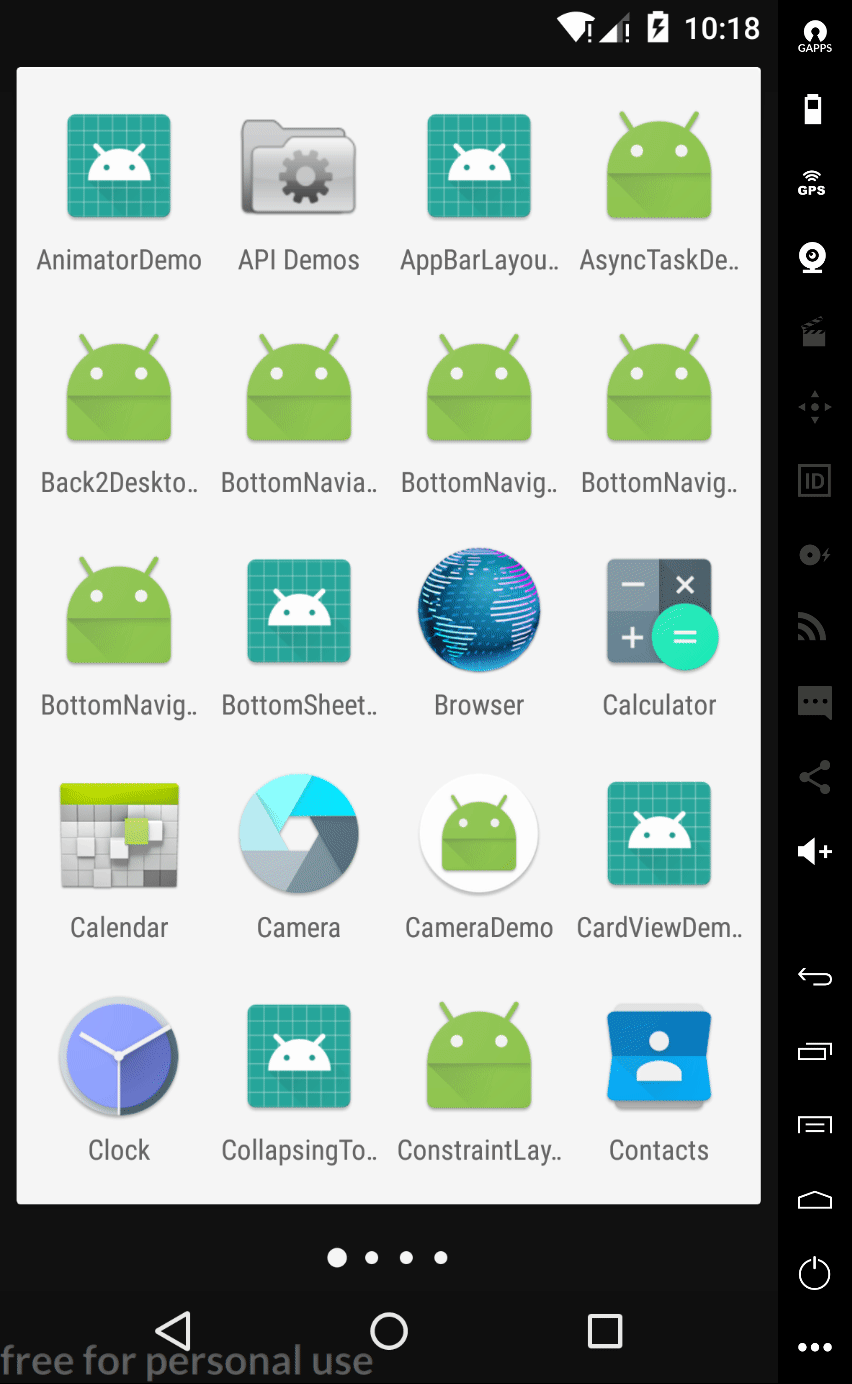 10:18
GAPPS
AnimatorDemo API Demos AppBarLayou.. AsyncTaskDe..
GPS
Back2Deskto.. BottomNavia.. BottomNavig.. BottomNavig..
ID
BottomNavig.. BottomSheet.. Browser Calculator
Calendar Camera CameraDemo CardViewDem..
Clock CollapsingTo.. ConstraintLay.. Contacts
free for personal use